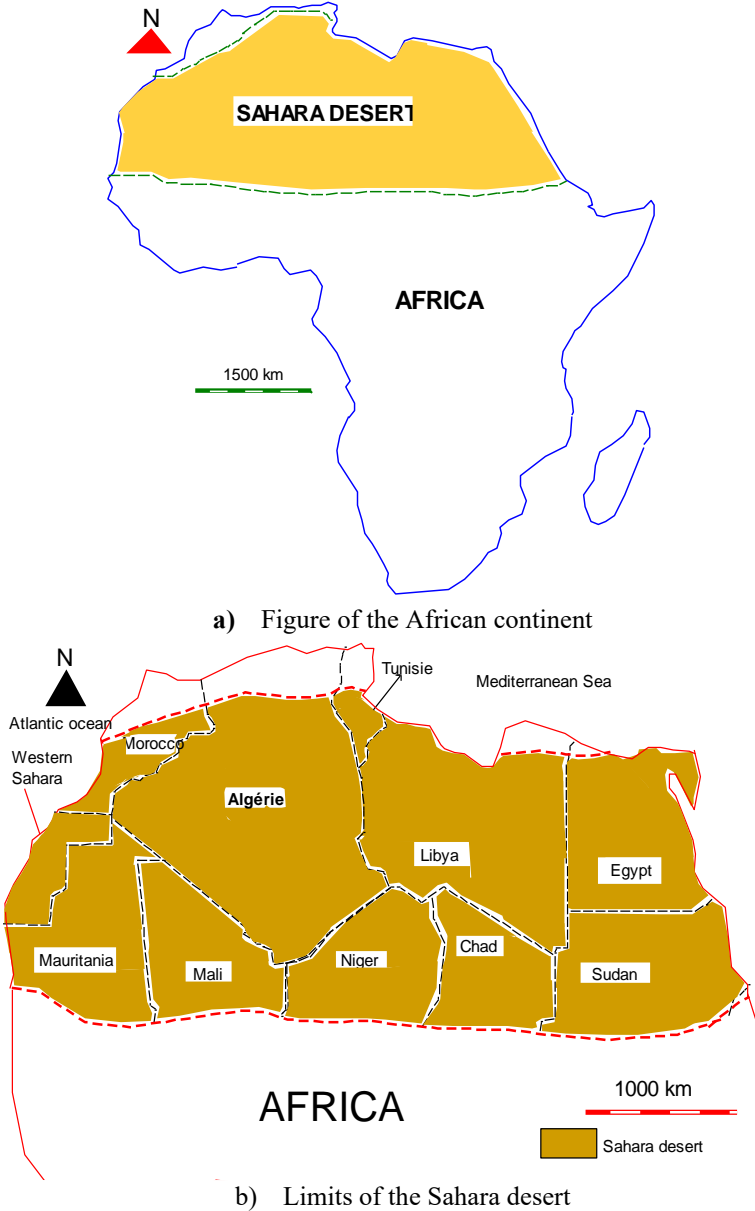 N
SAHARA DESERT
AFRICA
1500 km
a) Figure of the African continent
N
Tunisie
Mediterranean Sea
Atlantic ocean
Morocco
Western
Sahara
Algérie
Libya
Egypt
Mauritania
Mali
Niger
Chad
Sudan
AFRICA
1000 km
Sahara desert
b) Limits of the Sahara desert